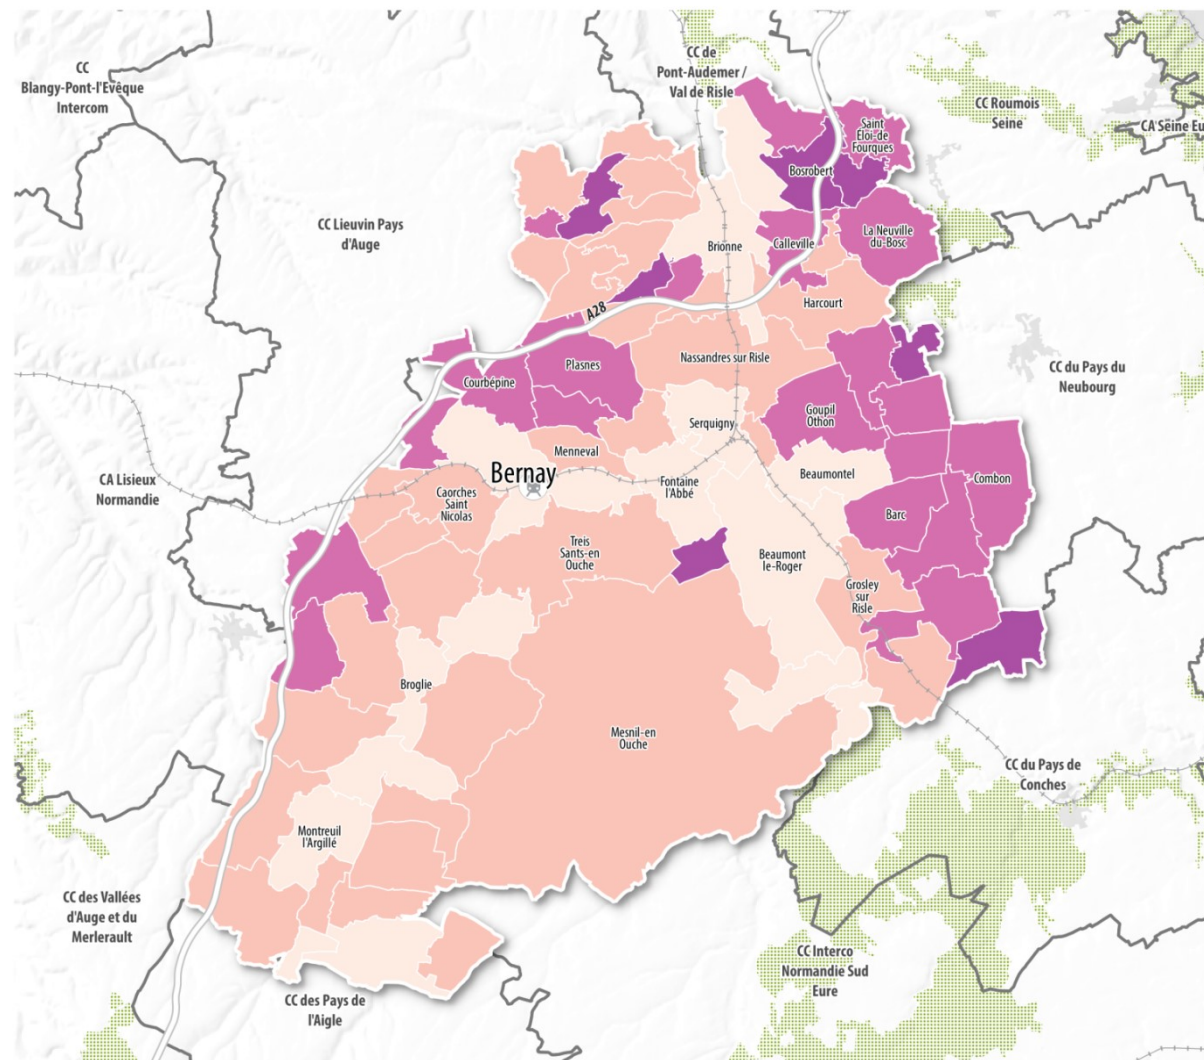 CC
Blangy-Pont-l'Evêque
Intercom
CC de
Pont-Audemer /
Val de Risle
CC Roumois
Seine
CA Seine Eu
Saint
Eloi-de
Fourques
Bosrobert
CC Lieuvin Pays
d'Auge
La Neuville
du-Bosc
Brionne
Calleville
Harcourt
A28
Nassandres sur Risle
Plasnes
Courbépine
CC du Pays du
Neubourg
Goupil
Othon
Serquigny
Menneval
Bernay
Fontaine
l'Abbé
Beaumontel
Combon
CA Lisieux
Normandie
Caorches
Saint
Nicolas
Barc
Treis
Sants-en
Ouche
Beaumont
le-Roger
Grosley
sur
Risle
Broglie
Mesnil-en
Ouche
CC du Pays de
Conches
Montreuil
l'Argillé
CC des Vallées
d'Auge et du
Merlerault
CC Interco
Normandie Sud
Eure
CC des Pays de
l'Aigle